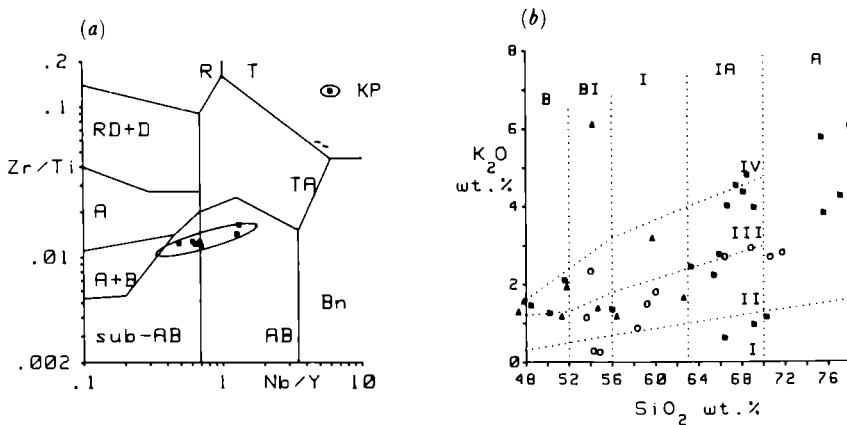 (a)
.2
.1
Zr/Ti
.01
.002
.1
1
Nb/Y
10
R
T
KP
RD+D
TA
A
A+B
Bn
sub-AB
AB
(b)
8
6
K2O
wt.%
4
2
0
B
BI
I
IA
A
IV
III
II
I
48
52
56
60
64
68
72
76
SiO2 wt.%